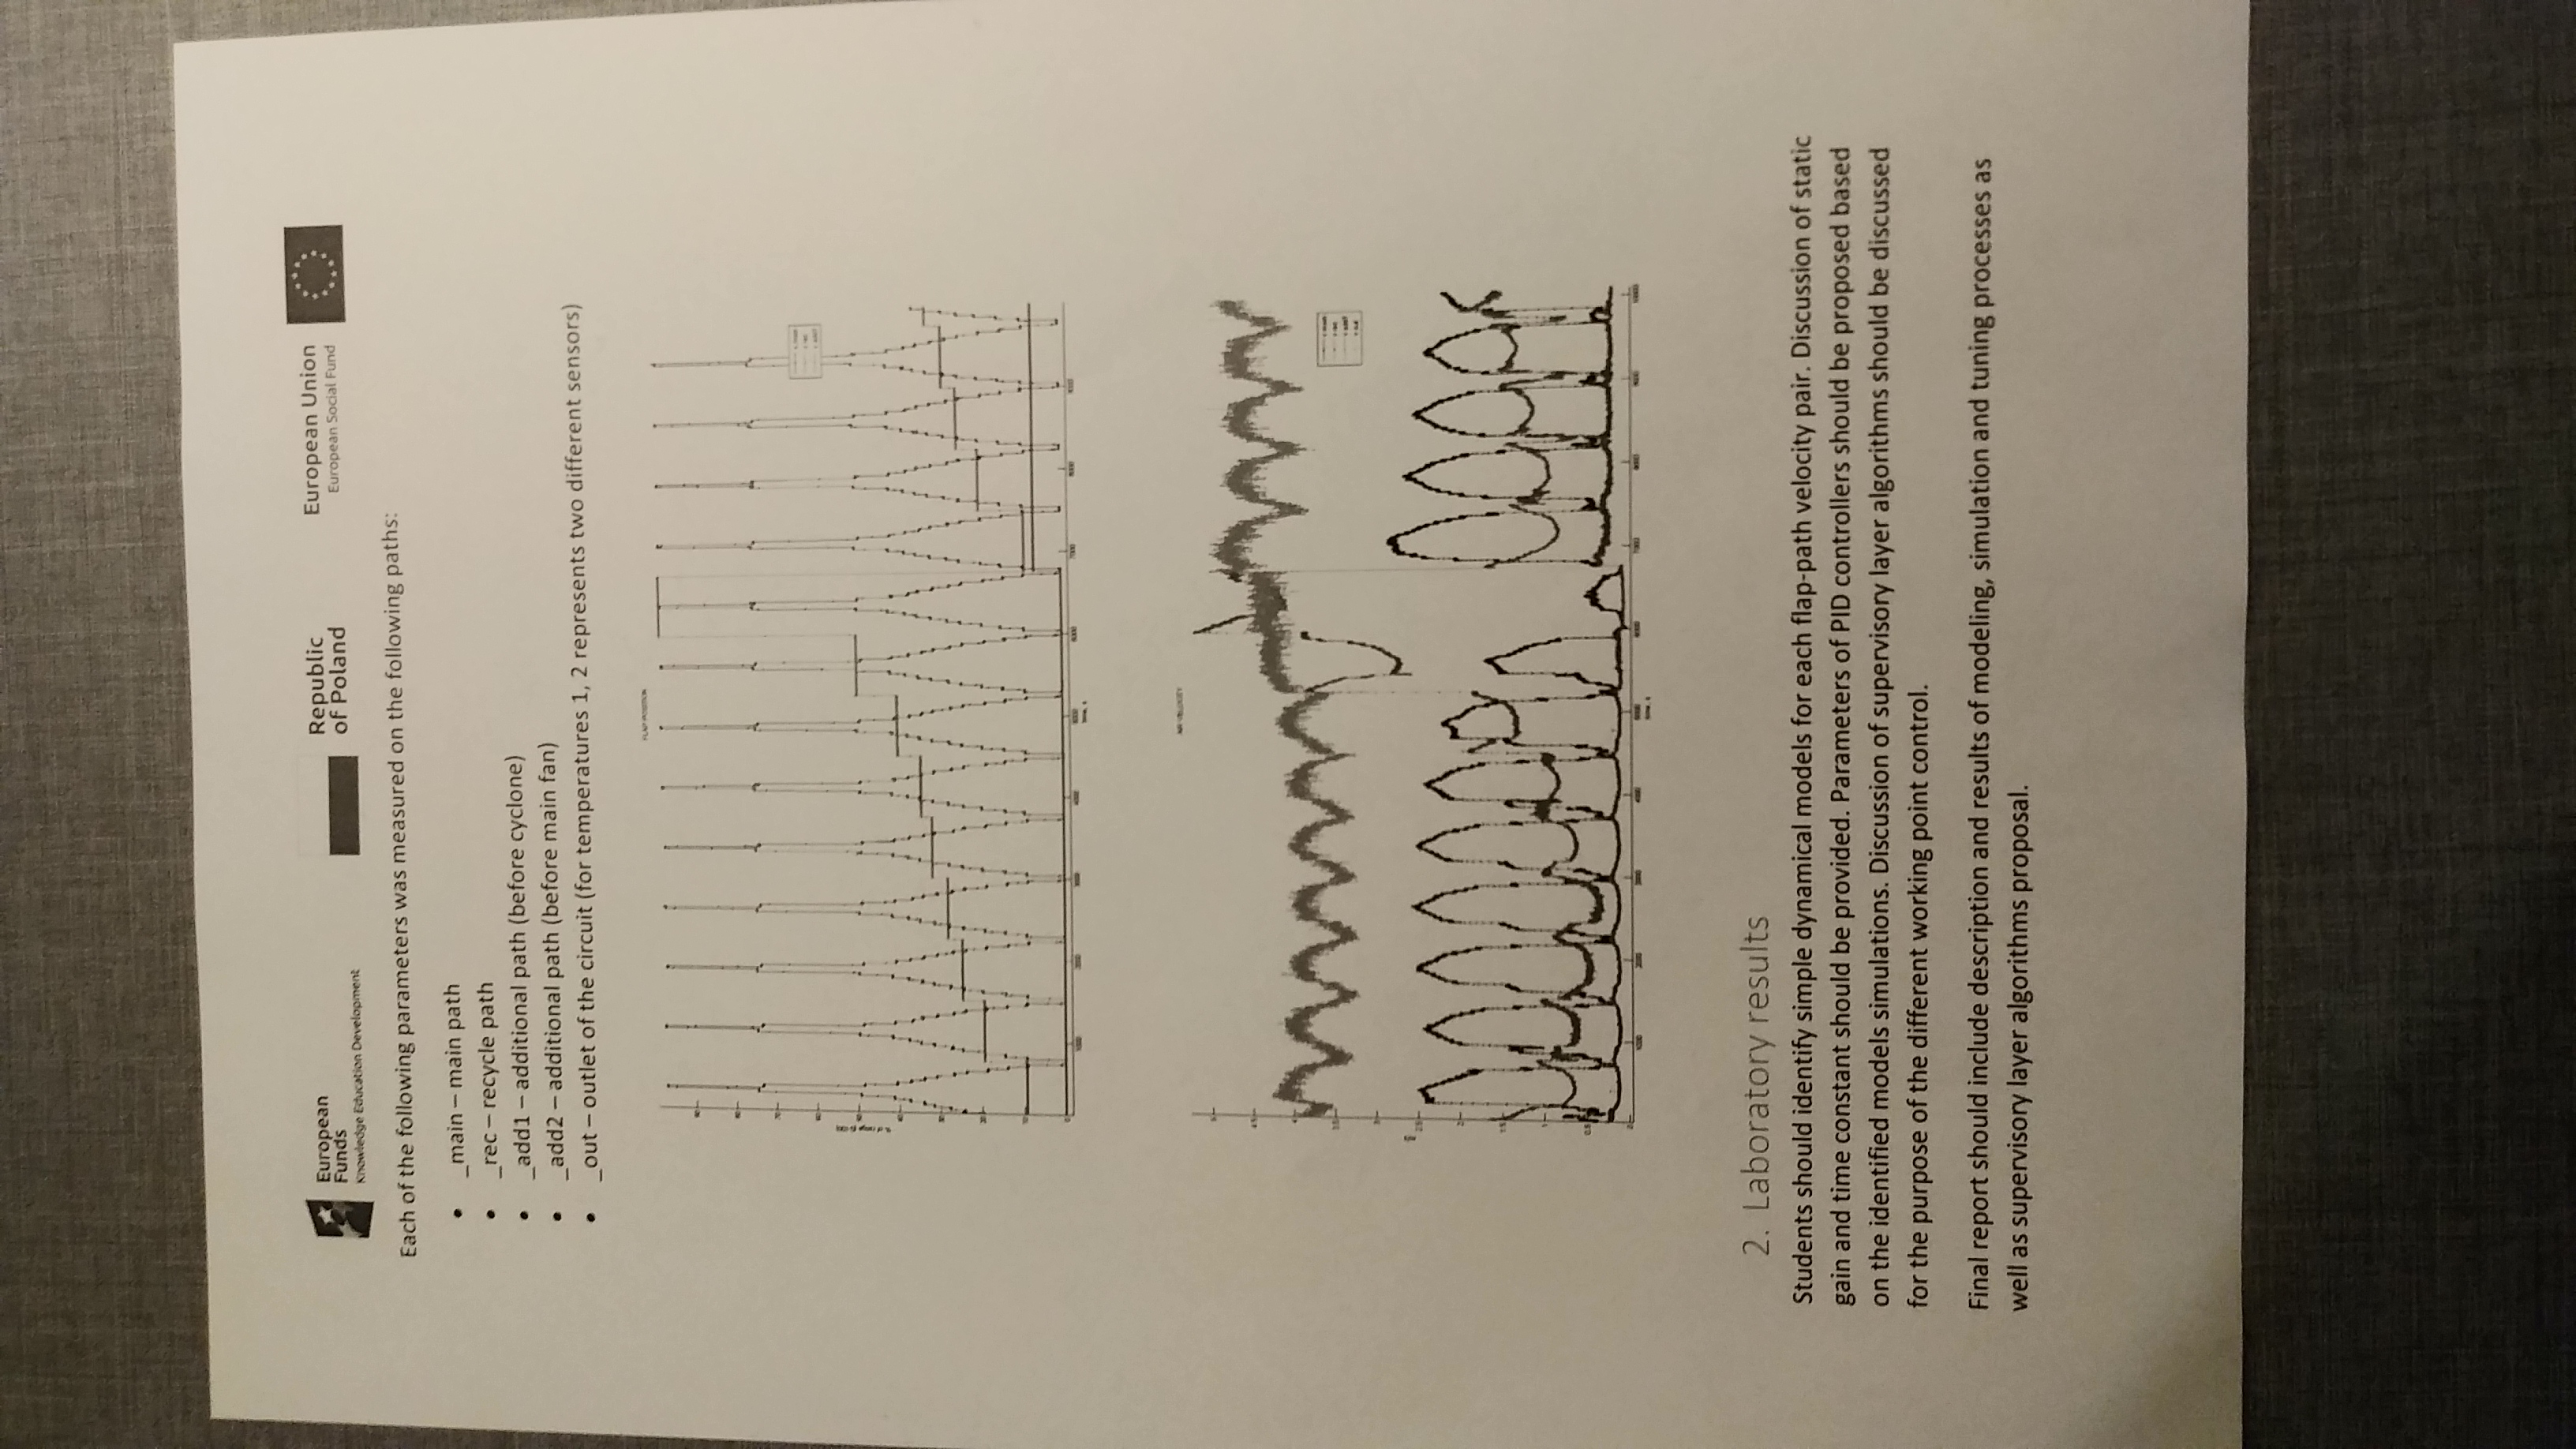 European
Funds
Knowledge Education Development
Republic
of Poland
European Union
European Social Fund
Each of the following parameters was measured on the following paths:
• _main – main path
• _rec – recycle path
• _add1 – additional path (before cyclone)
• _add2 – additional path (before main fan)
• _out – outlet of the circuit (for temperatures 1, 2 represents two different sensors)
FLAP POSITION
AIR VELOCITY
2. Laboratory results
Students should identify simple dynamical models for each flap-path velocity pair. Discussion of static
gain and time constant should be provided. Parameters of PID controllers should be proposed based
on the identified models simulations. Discussion of supervisory layer algorithms should be discussed
for the purpose of the different working point control.
Final report should include description and results of modeling, simulation and tuning processes as
well as supervisory layer algorithms proposal.